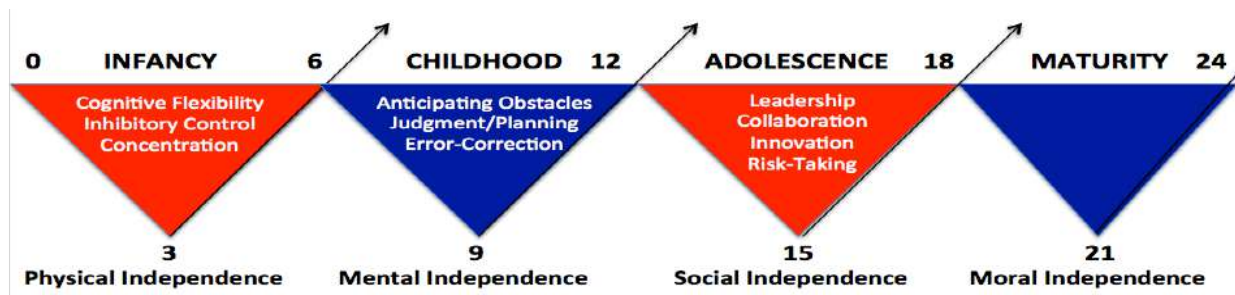 0 INFANCY 6 CHILDHOOD 12 ADOLESCENCE 18 MATURITY 24
Cognitive Flexibility
Inhibitory Control
Concentration
Anticipating Obstacles
Judgment/Planning
Error-Correction
Leadership
Collaboration
Innovation
Risk-Taking
3 9 15 21
Physical Independence Mental Independence Social Independence Moral Independence